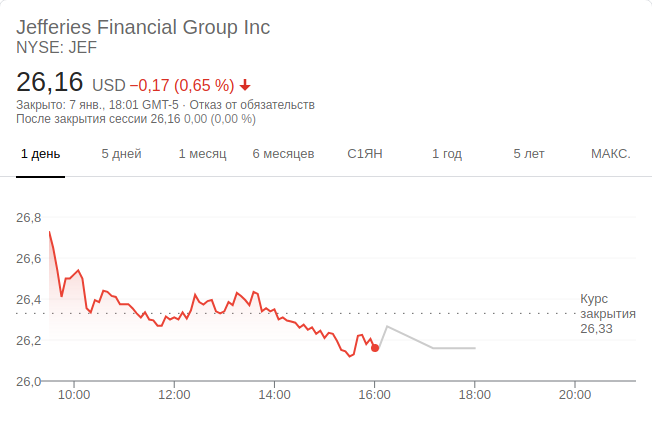 Jefferies Financial Group Inc
NYSE: JEF
26,16 USD −0,17 (0,65 %)
Закрыто: 7 янв., 18:01 GMT-5 · Отказ от обязательств
После закрытия сессии 26,16 0,00 (0,00 %)
1 день 5 дней 1 месяц 6 месяцев С1ЯН 1 год 5 лет МАКС.
26,8
26,6
26,4
Курс
закрытия
26,33
26,2
26,0
10:00 12:00 14:00 16:00 18:00 20:00